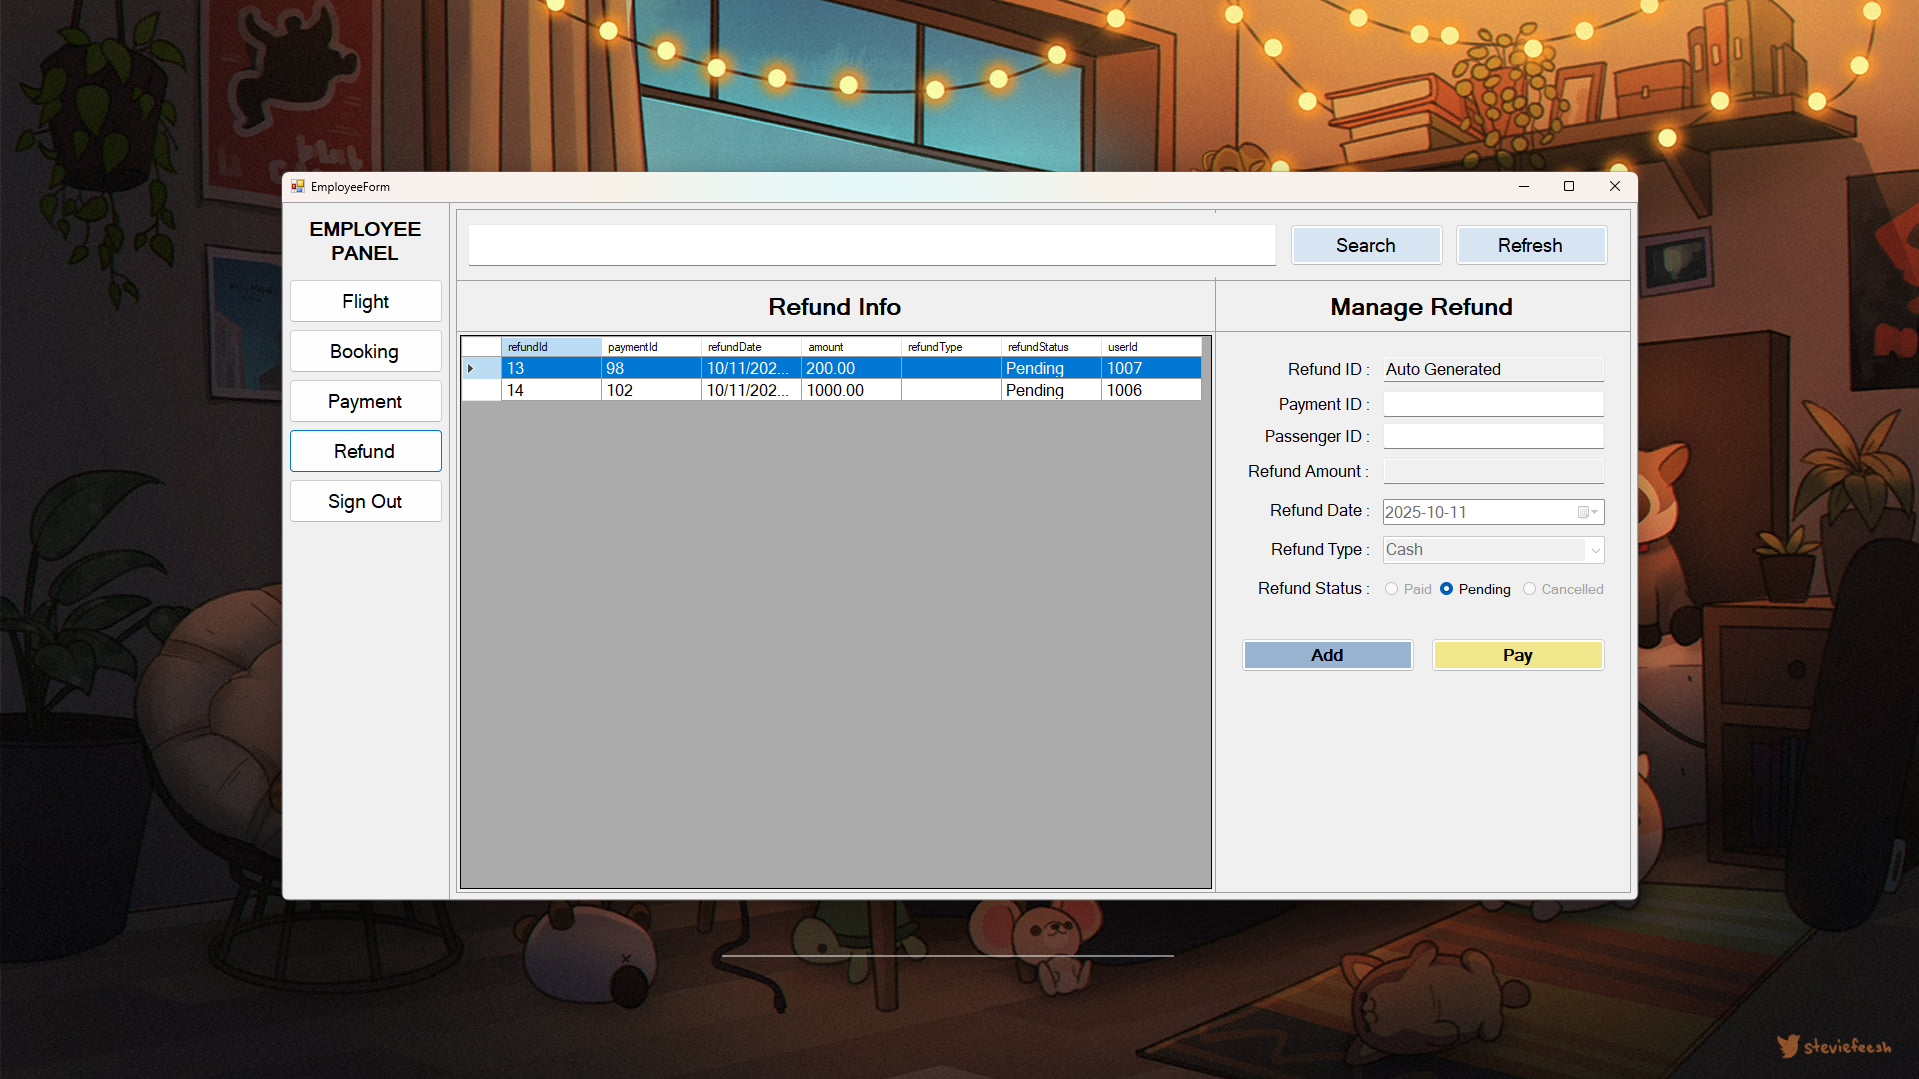 EmployeeForm
EMPLOYEE
PANEL
Flight
Booking
Payment
Refund
Sign Out
Search
Refresh
Refund Info
Manage Refund
refundId paymentId refundDate amount refundType refundStatus userId
13 98 10/11/202... 200.00 Pending 1007
14 102 10/11/202... 1000.00 Pending 1006
Refund ID : Auto Generated
Payment ID :
Passenger ID :
Refund Amount :
Refund Date : 2025-10-11
Refund Type : Cash
Refund Status : Paid Pending Cancelled
Add
Pay
steviefeesh